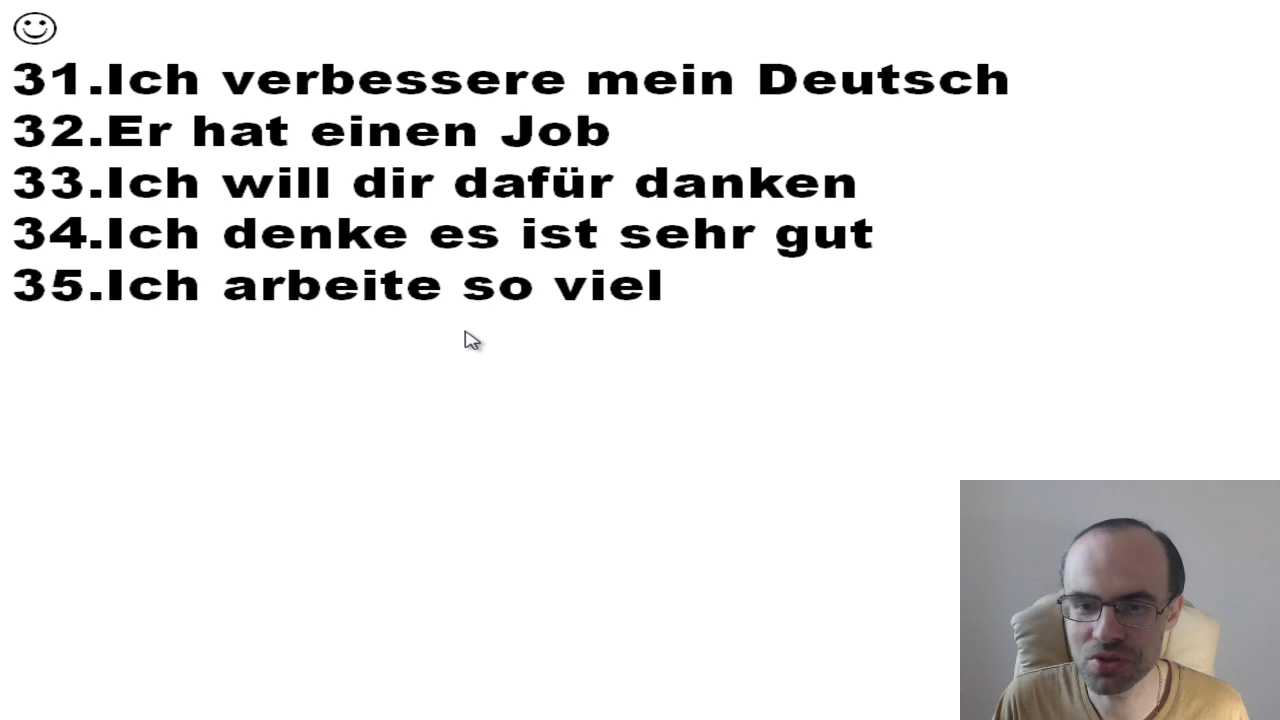 31.Ich verbessere mein Deutsch
32.Er hat einen Job
33.Ich will dir dafür danken
34.Ich denke es ist sehr gut
35.Ich arbeite so viel